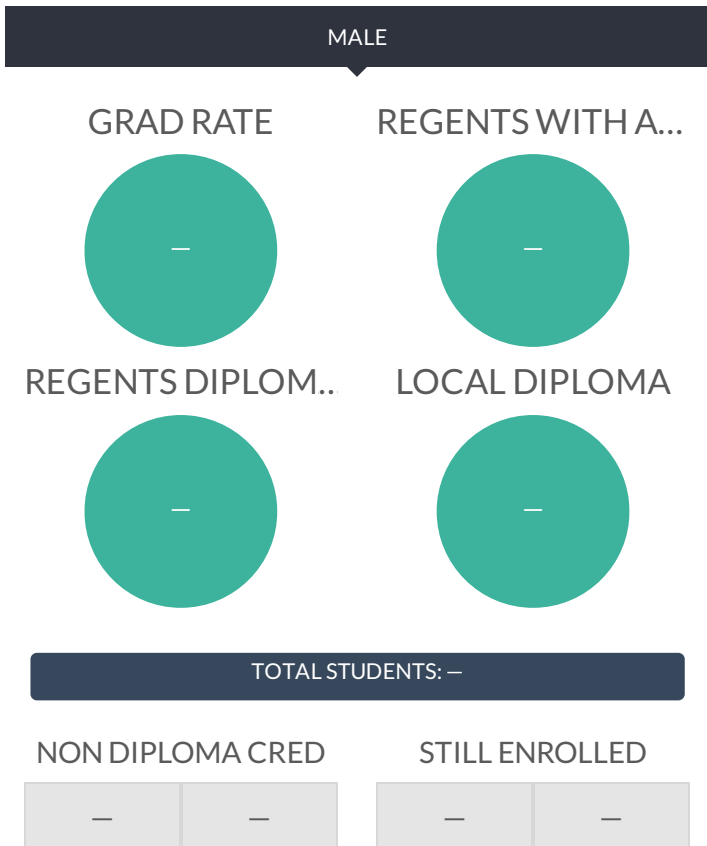 MALE
GRAD RATE
REGENTS WITH A...
—
—
REGENTS DIPLOM...
LOCAL DIPLOMA
—
—
TOTAL STUDENTS: —
NON DIPLOMA CRED
STILL ENROLLED
— —
— —